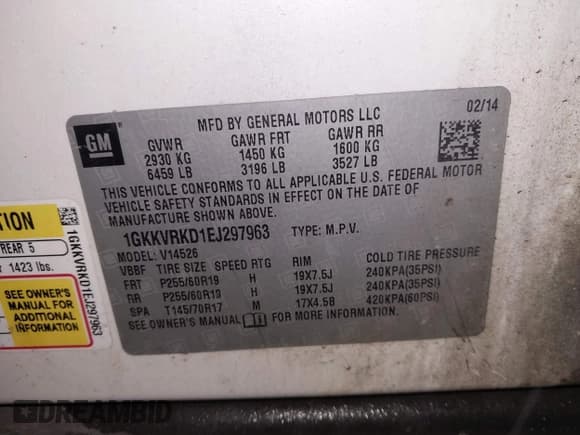 GM
MFD BY GENERAL MOTORS LLC
02/14
GVWR GAWR FRT GAWR RR
2930 KG 1450 KG 1600 KG
6459 LB 3196 LB 3527 LB
THIS VEHICLE CONFORMS TO ALL APPLICABLE U.S. FEDERAL MOTOR
VEHICLE SAFETY STANDARDS IN EFFECT ON THE DATE OF
MANUFACTURE SHOWN ABOVE.
1GKKVRKD1EJ297963 TYPE: M.P.V.
MODEL: V14526
VBBF TIRE SIZE SPEED RTG RIM COLD TIRE PRESSURE
FRT P255/60R19 H 19X7.5J 240KPA(35PSI)
RR P255/60R19 H 19X7.5J 240KPA(35PSI)
SPA T145/70R17 M 17X4.5B 420KPA(60PSI)
SEE OWNER'S MANUAL FOR MORE INFORMATION.
REAR 5
1423 lbs.
SEE OWNER'S
MANUAL FOR
ADDITIONAL
INFORMATION
1GKKVRKD1EJ297963
DREAMBID